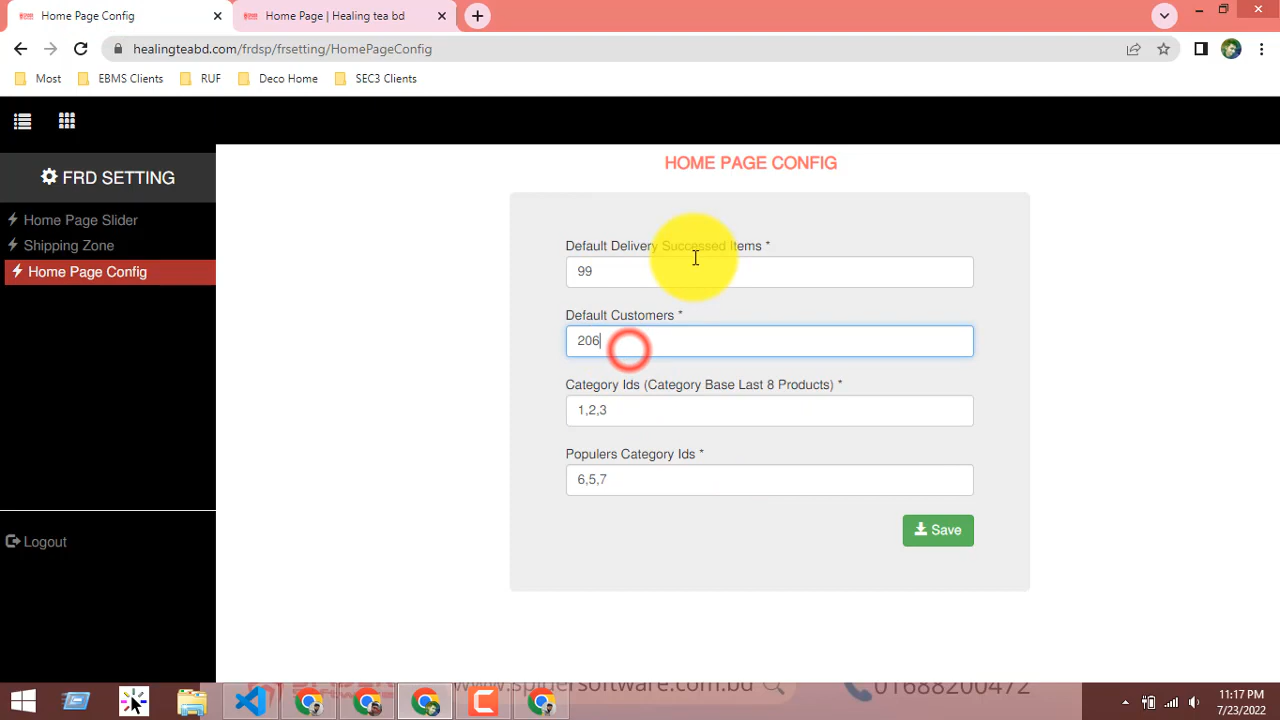 Home Page Config
Home Page | Healing tea bd
healingteabd.com/frdsp/frsetting/HomePageConfig
Most
EBMS Clients
RUF
Deco Home
SEC3 Clients
FRD SETTING
Home Page Slider
Shipping Zone
Home Page Config
Logout
HOME PAGE CONFIG
Default Delivery Successed Items *
99
Default Customers *
206
Category Ids (Category Base Last 8 Products) *
1,2,3
Populers Category Ids *
6,5,7
Save
www.spidersoftware.com.bd
01688200472
11:17 PM
7/23/2022